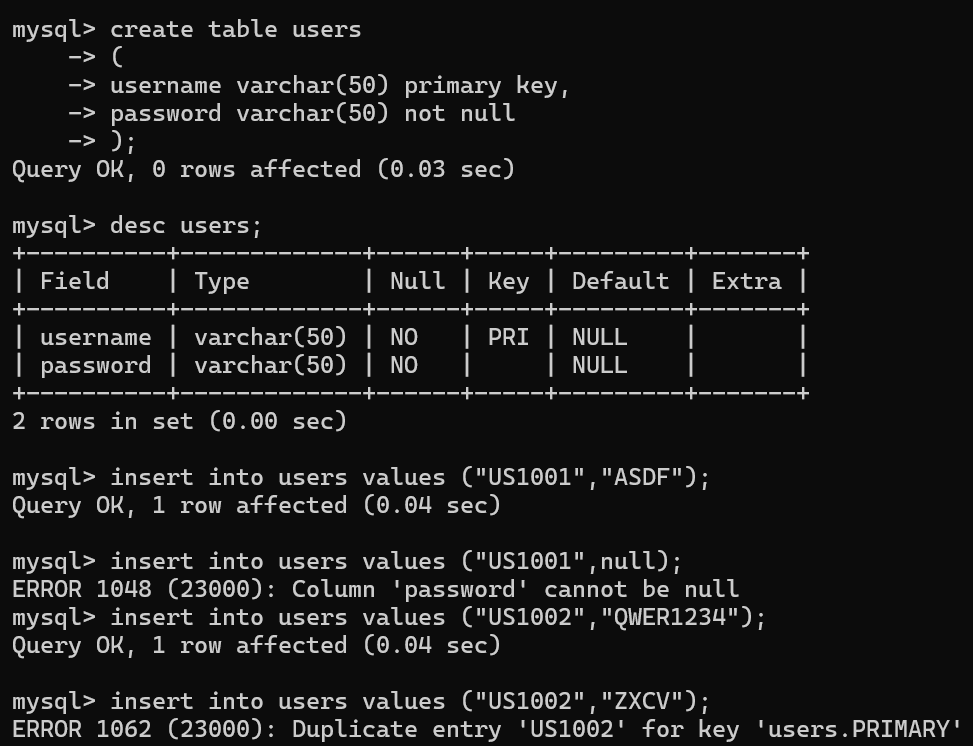 mysql> create table users
    -> (
    -> username varchar(50) primary key,
    -> password varchar(50) not null
    -> );
Query OK, 0 rows affected (0.03 sec)

mysql> desc users;
+----------+-------------+------+-----+---------+-------+
| Field    | Type        | Null | Key | Default | Extra |
+----------+-------------+------+-----+---------+-------+
| username | varchar(50) | NO   | PRI | NULL    |       |
| password | varchar(50) | NO   |     | NULL    |       |
+----------+-------------+------+-----+---------+-------+
2 rows in set (0.00 sec)

mysql> insert into users values ("US1001","ASDF");
Query OK, 1 row affected (0.04 sec)

mysql> insert into users values ("US1001",null);
ERROR 1048 (23000): Column 'password' cannot be null
mysql> insert into users values ("US1002","QWER1234");
Query OK, 1 row affected (0.04 sec)

mysql> insert into users values ("US1002","ZXCV");
ERROR 1062 (23000): Duplicate entry 'US1002' for key 'users.PRIMARY'